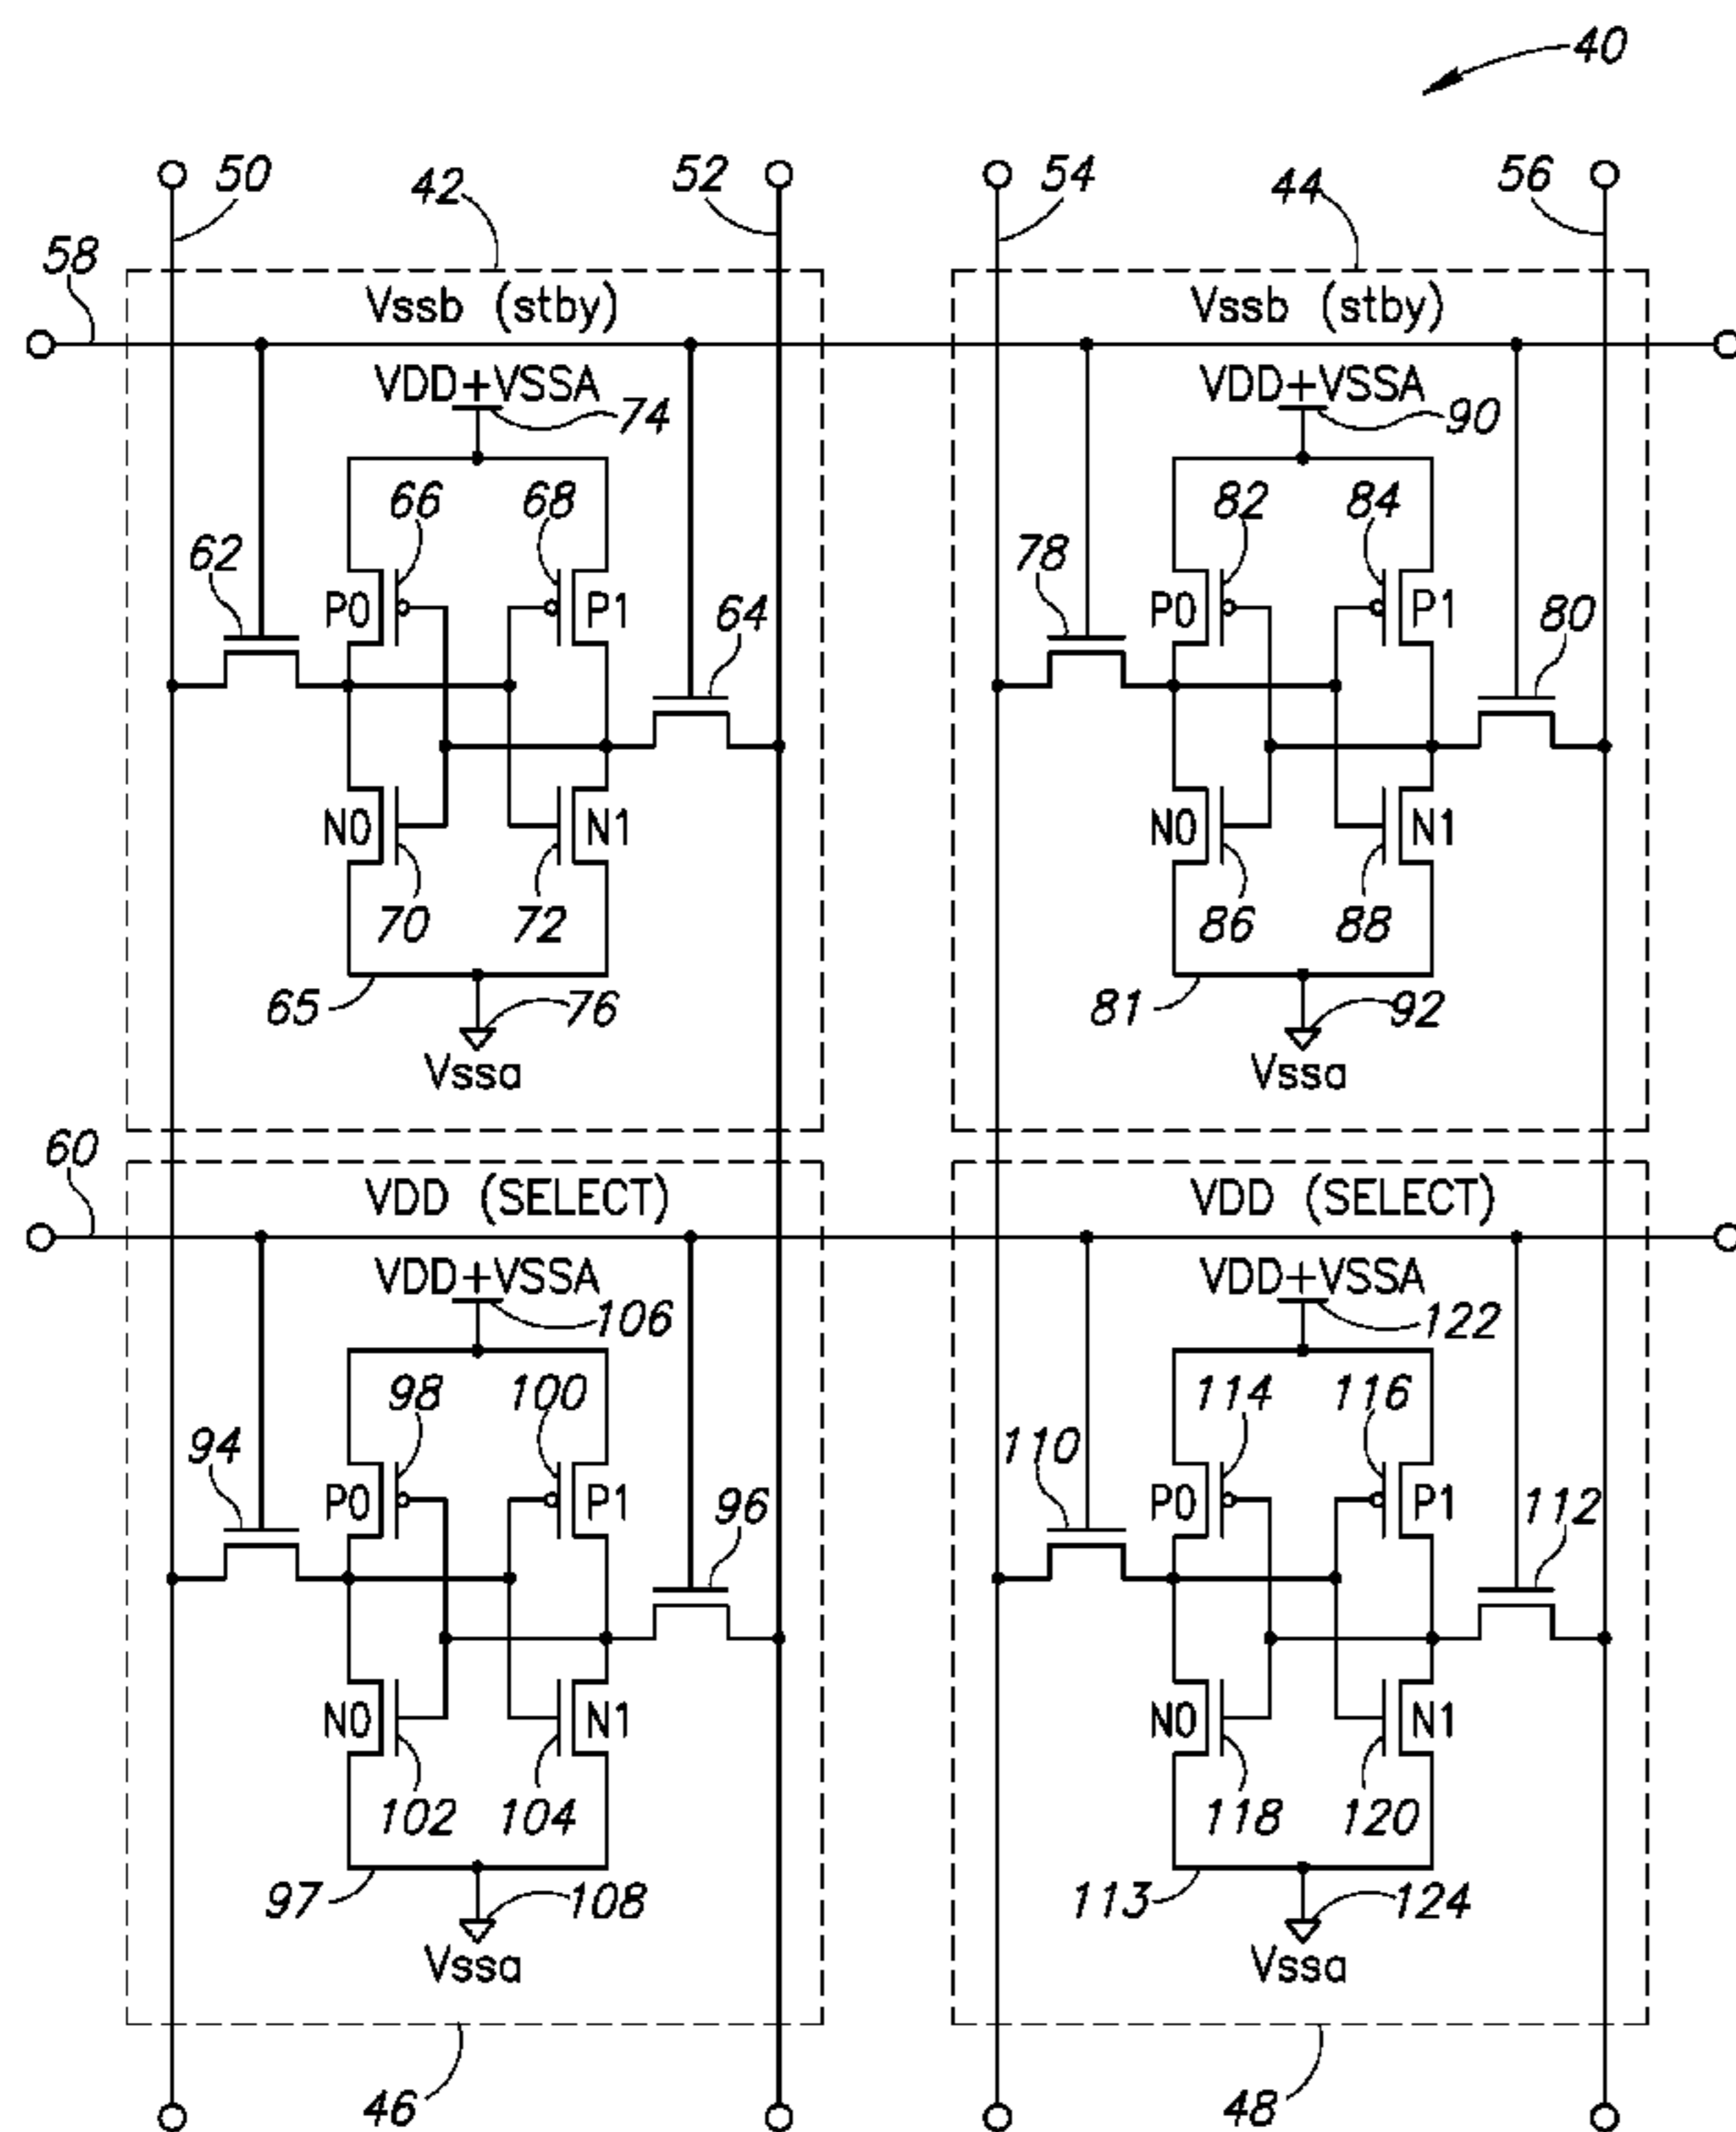 40
50
42
52
54
44
56
58
Vssb (stby)
Vssb (stby)
VDD+VSSA
VDD+VSSA
74
90
66
68
82
84
62
78
P0
P1
64
P0
P1
80
N0
N1
N0
N1
70
72
86
88
65
76
81
92
Vssa
Vssa
60
VDD (SELECT)
VDD (SELECT)
VDD+VSSA
VDD+VSSA
106
122
98
100
114
116
94
110
P0
P1
96
P0
P1
112
N0
N1
N0
N1
102
104
118
120
97
108
113
124
Vssa
Vssa
46
48